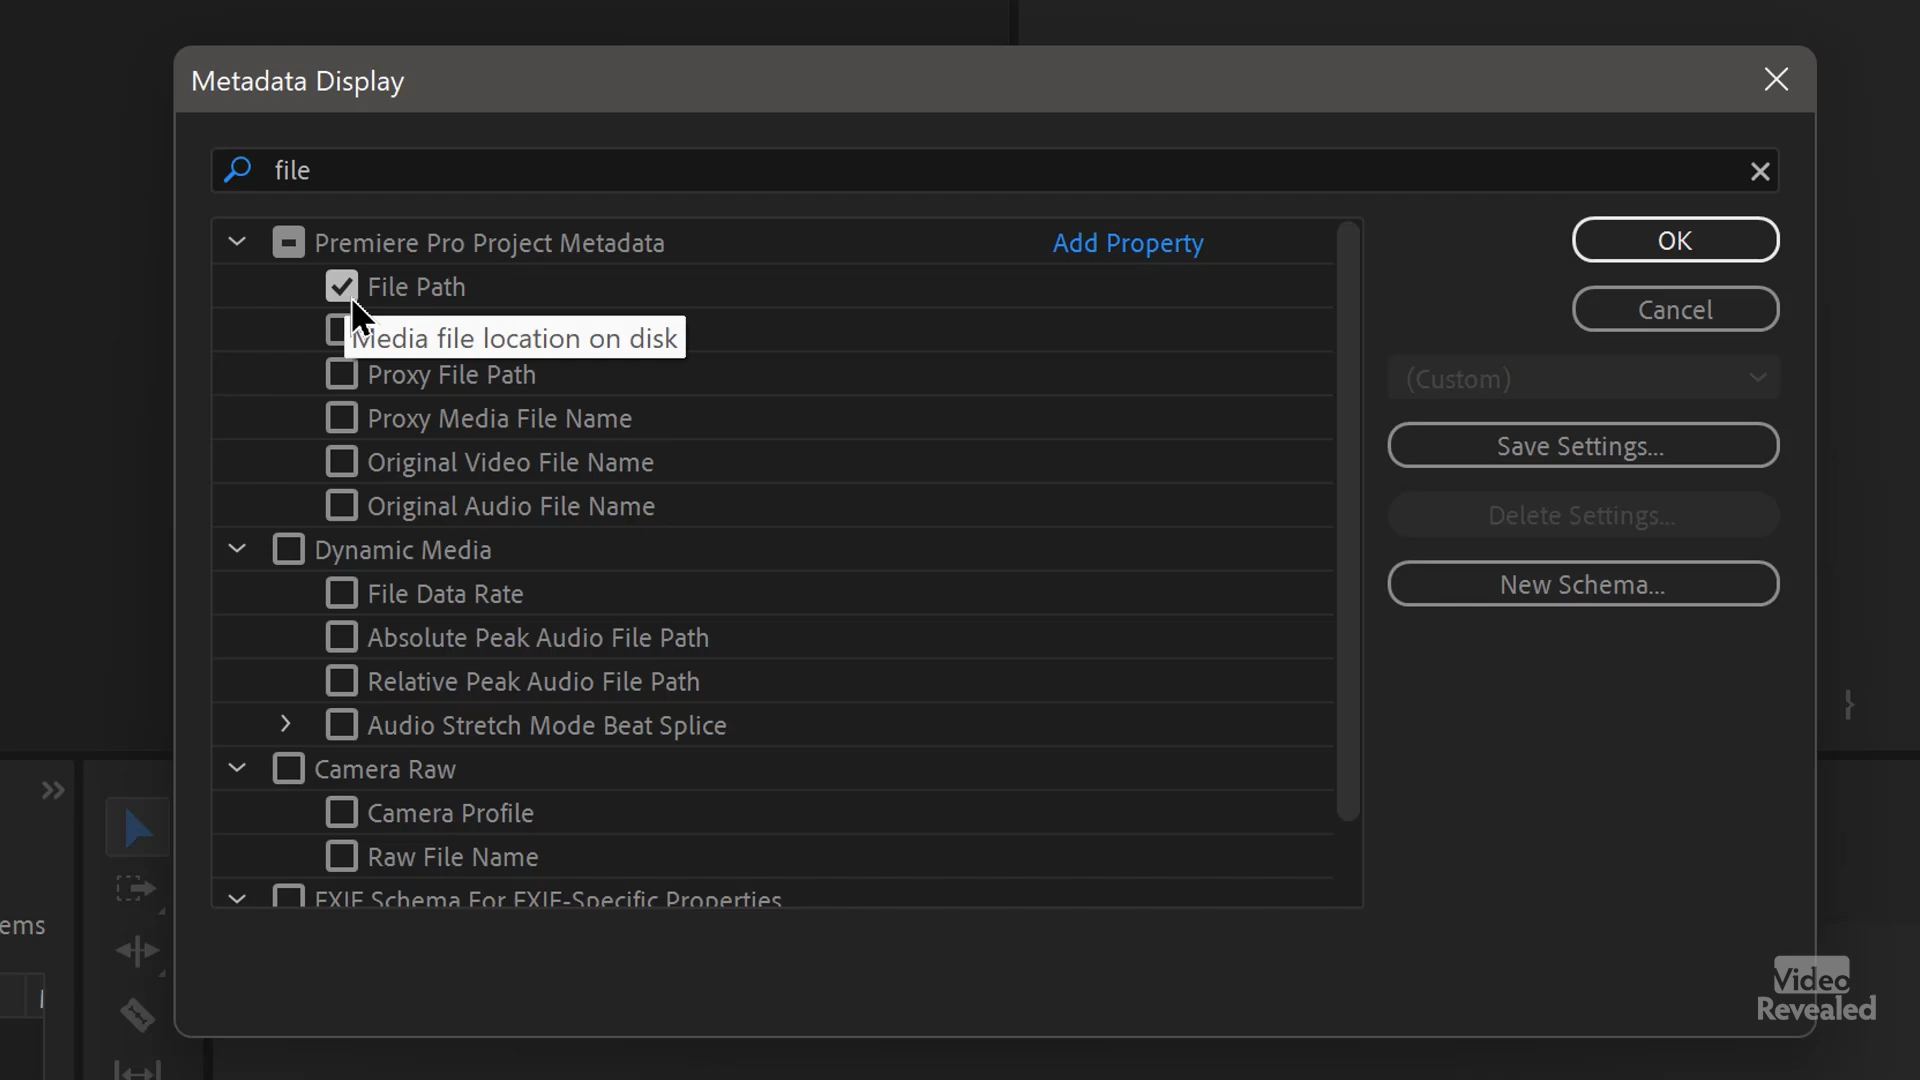 Metadata Display
file
Premiere Pro Project Metadata
Add Property
File Path
Media file location on disk
Proxy File Path
Proxy Media File Name
Original Video File Name
Original Audio File Name
Dynamic Media
File Data Rate
Absolute Peak Audio File Path
Relative Peak Audio File Path
Audio Stretch Mode Beat Splice
Camera Raw
Camera Profile
Raw File Name
EXIF Schema For EXIF-Specific Properties
OK
Cancel
(Custom)
Save Settings...
Delete Settings...
New Schema...
ems
Video
Revealed